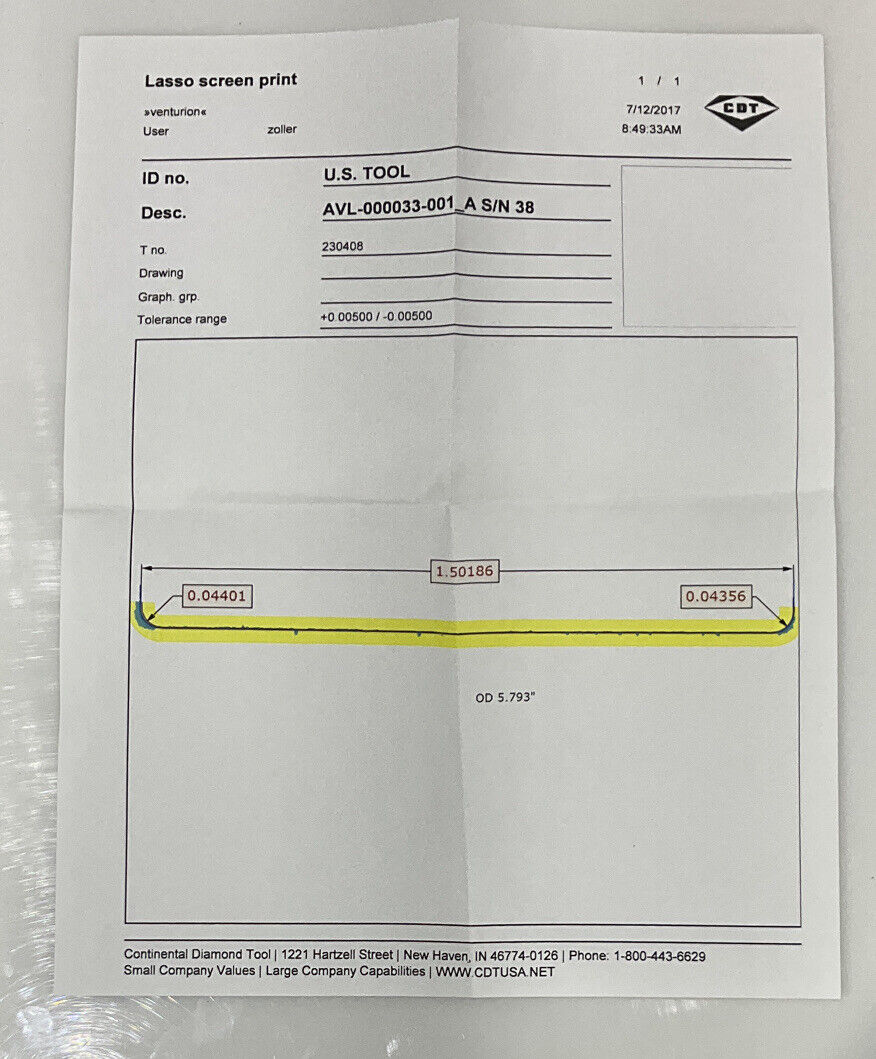 Lasso screen print
1 / 1
»venturion«
7/12/2017
CDT
User zoller
8:49:33AM
ID no. U.S. TOOL
Desc. AVL-000033-001_A S/N 38
T no. 230408
Drawing
Graph. grp.
Tolerance range +0.00500 / -0.00500
1.50186
0.04401
0.04356
OD 5.793"
Continental Diamond Tool | 1221 Hartzell Street | New Haven, IN 46774-0126 | Phone: 1-800-443-6629
Small Company Values | Large Company Capabilities | WWW.CDTUSA.NET